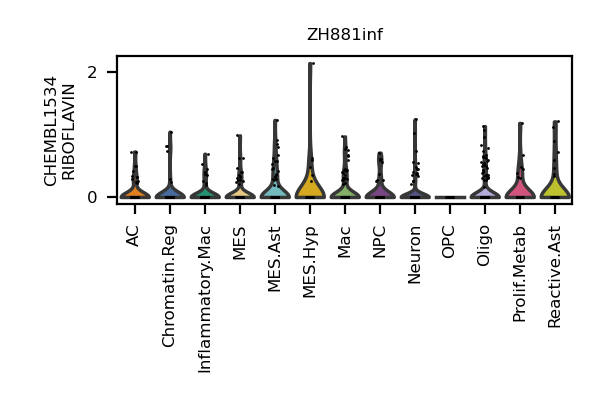 ZH881inf
CHEMBL1534
RIBOFLAVIN
2
0
AC
Chromatin.Reg
Inflammatory.Mac
MES
MES.Ast
MES.Hyp
Mac
NPC
Neuron
OPC
Oligo
Prolif.Metab
Reactive.Ast